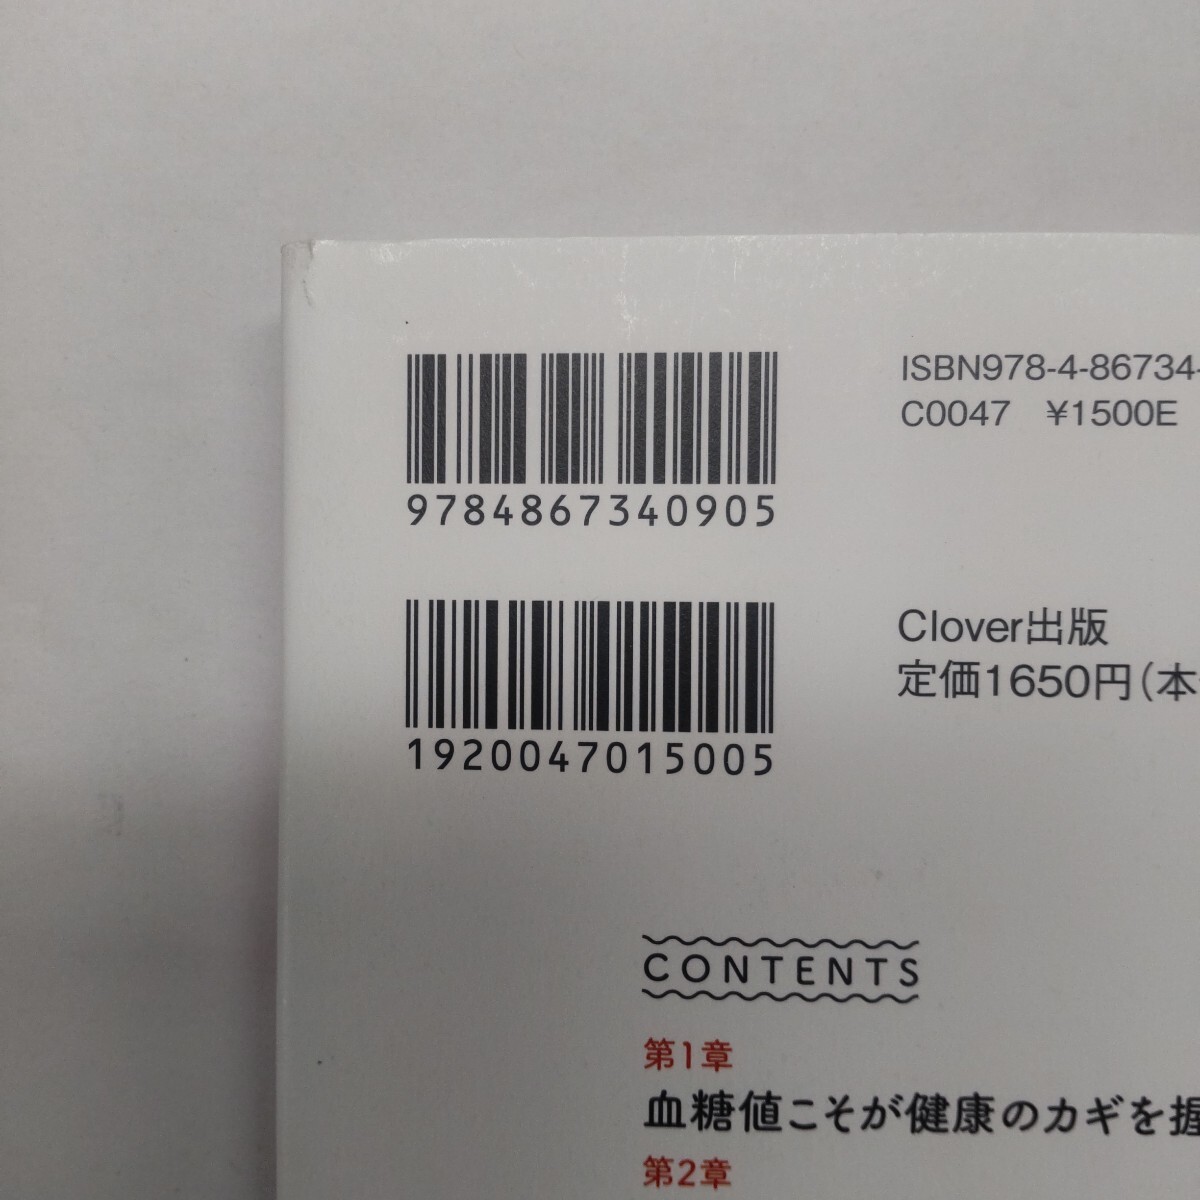 9784867340905
ISBN978-4-86734-
C0047 ¥1500E
1920047015005
Clover出版
定価1650円(本
CONTENTS
第1章
血糖値こそが健康のカギを握
第2章